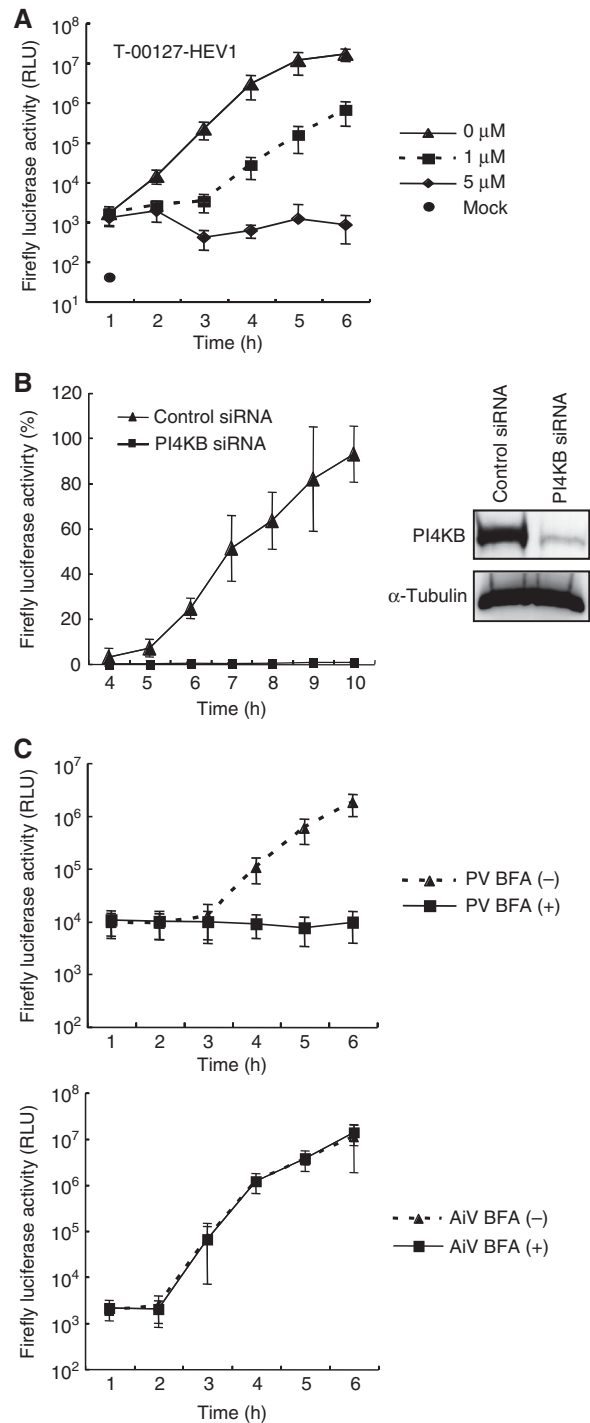 A
T-00127-HEV1
Firefly luciferase activity (RLU)
10⁸
10⁷
10⁶
10⁵
10⁴
10³
10²
10¹
1 2 3 4 5 6
Time (h)
0 μM
1 μM
5 μM
Mock
B
Firefly luciferase activirty (%)
120
100
80
60
40
20
0
4 5 6 7 8 9 10
Time (h)
Control siRNA
PI4KB siRNA
Control siRNA
PI4KB siRNA
PI4KB
α-Tubulin
C
Firefly luciferase activity (RLU)
10⁷
10⁶
10⁵
10⁴
10³
10²
1 2 3 4 5 6
Time (h)
PV BFA (–)
PV BFA (+)
Firefly luciferase activity (RLU)
10⁸
10⁷
10⁶
10⁵
10⁴
10³
10²
1 2 3 4 5 6
Time (h)
AiV BFA (–)
AiV BFA (+)